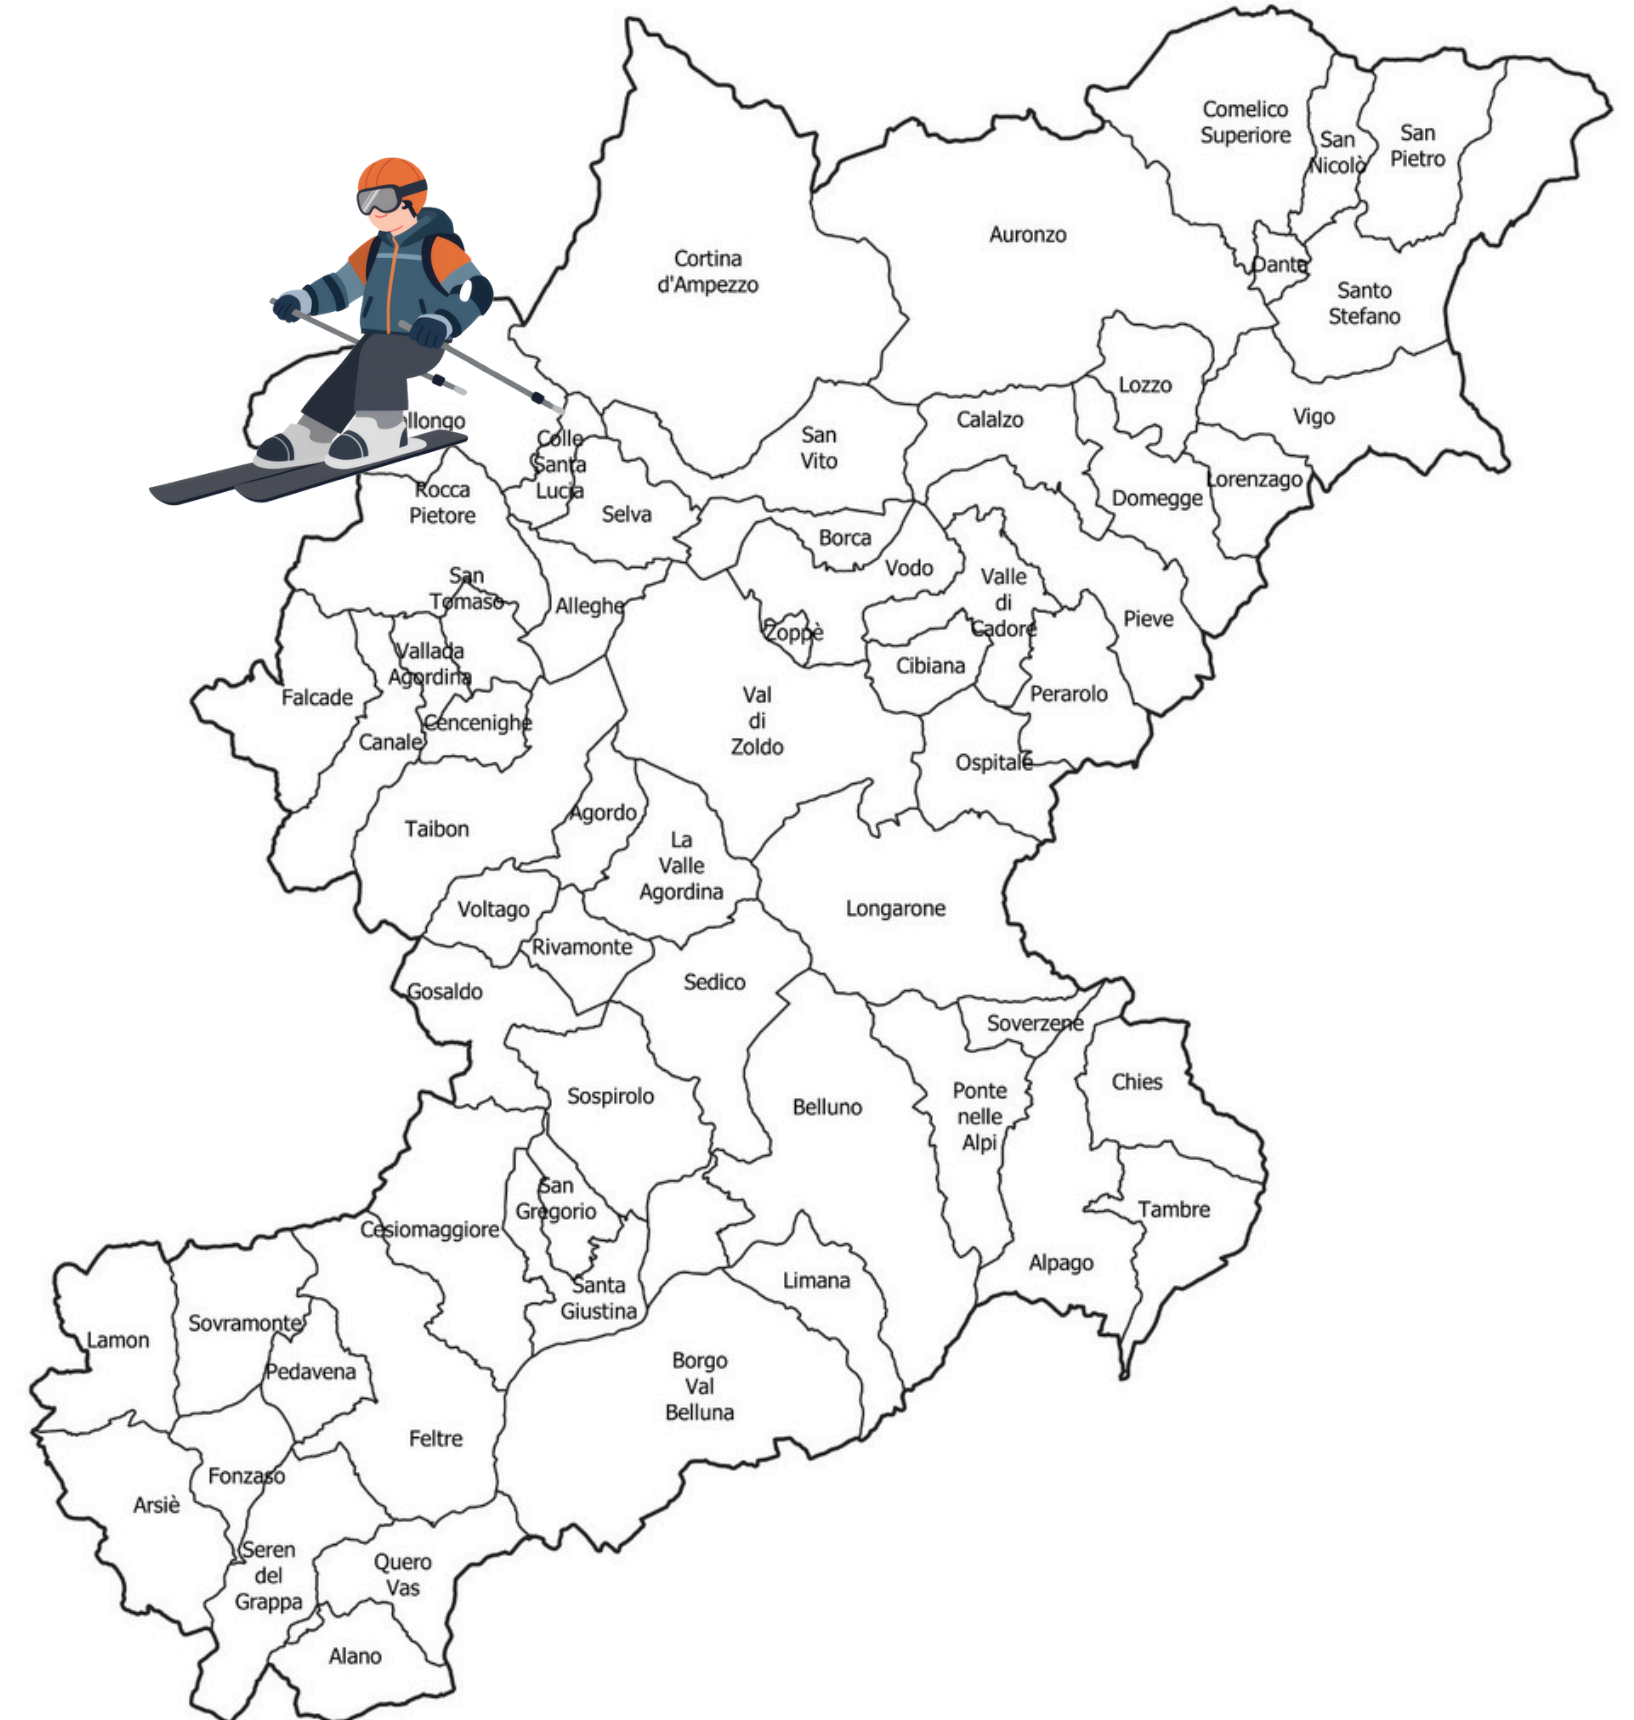 Comelico
Superiore
San
Nicolò
San
Pietro
Auronzo
Cortina
d'Ampezzo
Danta
Santo
Stefano
Lozzo
Vigo
Calalzo
San
Vito
llongo
Colle
Santa
Lucia
Rocca
Pietore
Selva
Domegge
Lorenzago
Borca
Vodo
San
Tomaso
Alleghe
Valle
di
Cadore
Pieve
Zoppè
Vallada
Agordina
Cibiana
Falcade
Perarolo
Val
di
Zoldo
Cencenighe
Canale
Ospitale
Taibon
Agordo
La
Valle
Agordina
Longarone
Voltago
Rivamonte
Sedico
Gosaldo
Soverzene
Chies
Sospirolo
Belluno
Ponte
nelle
Alpi
San
Gregorio
Tambre
Cesiomaggiore
Alpago
Limana
Santa
Giustina
Sovramonte
Lamon
Pedavena
Borgo
Val
Belluna
Feltre
Fonzaso
Arsiè
Seren
del
Grappa
Quero
Vas
Alano